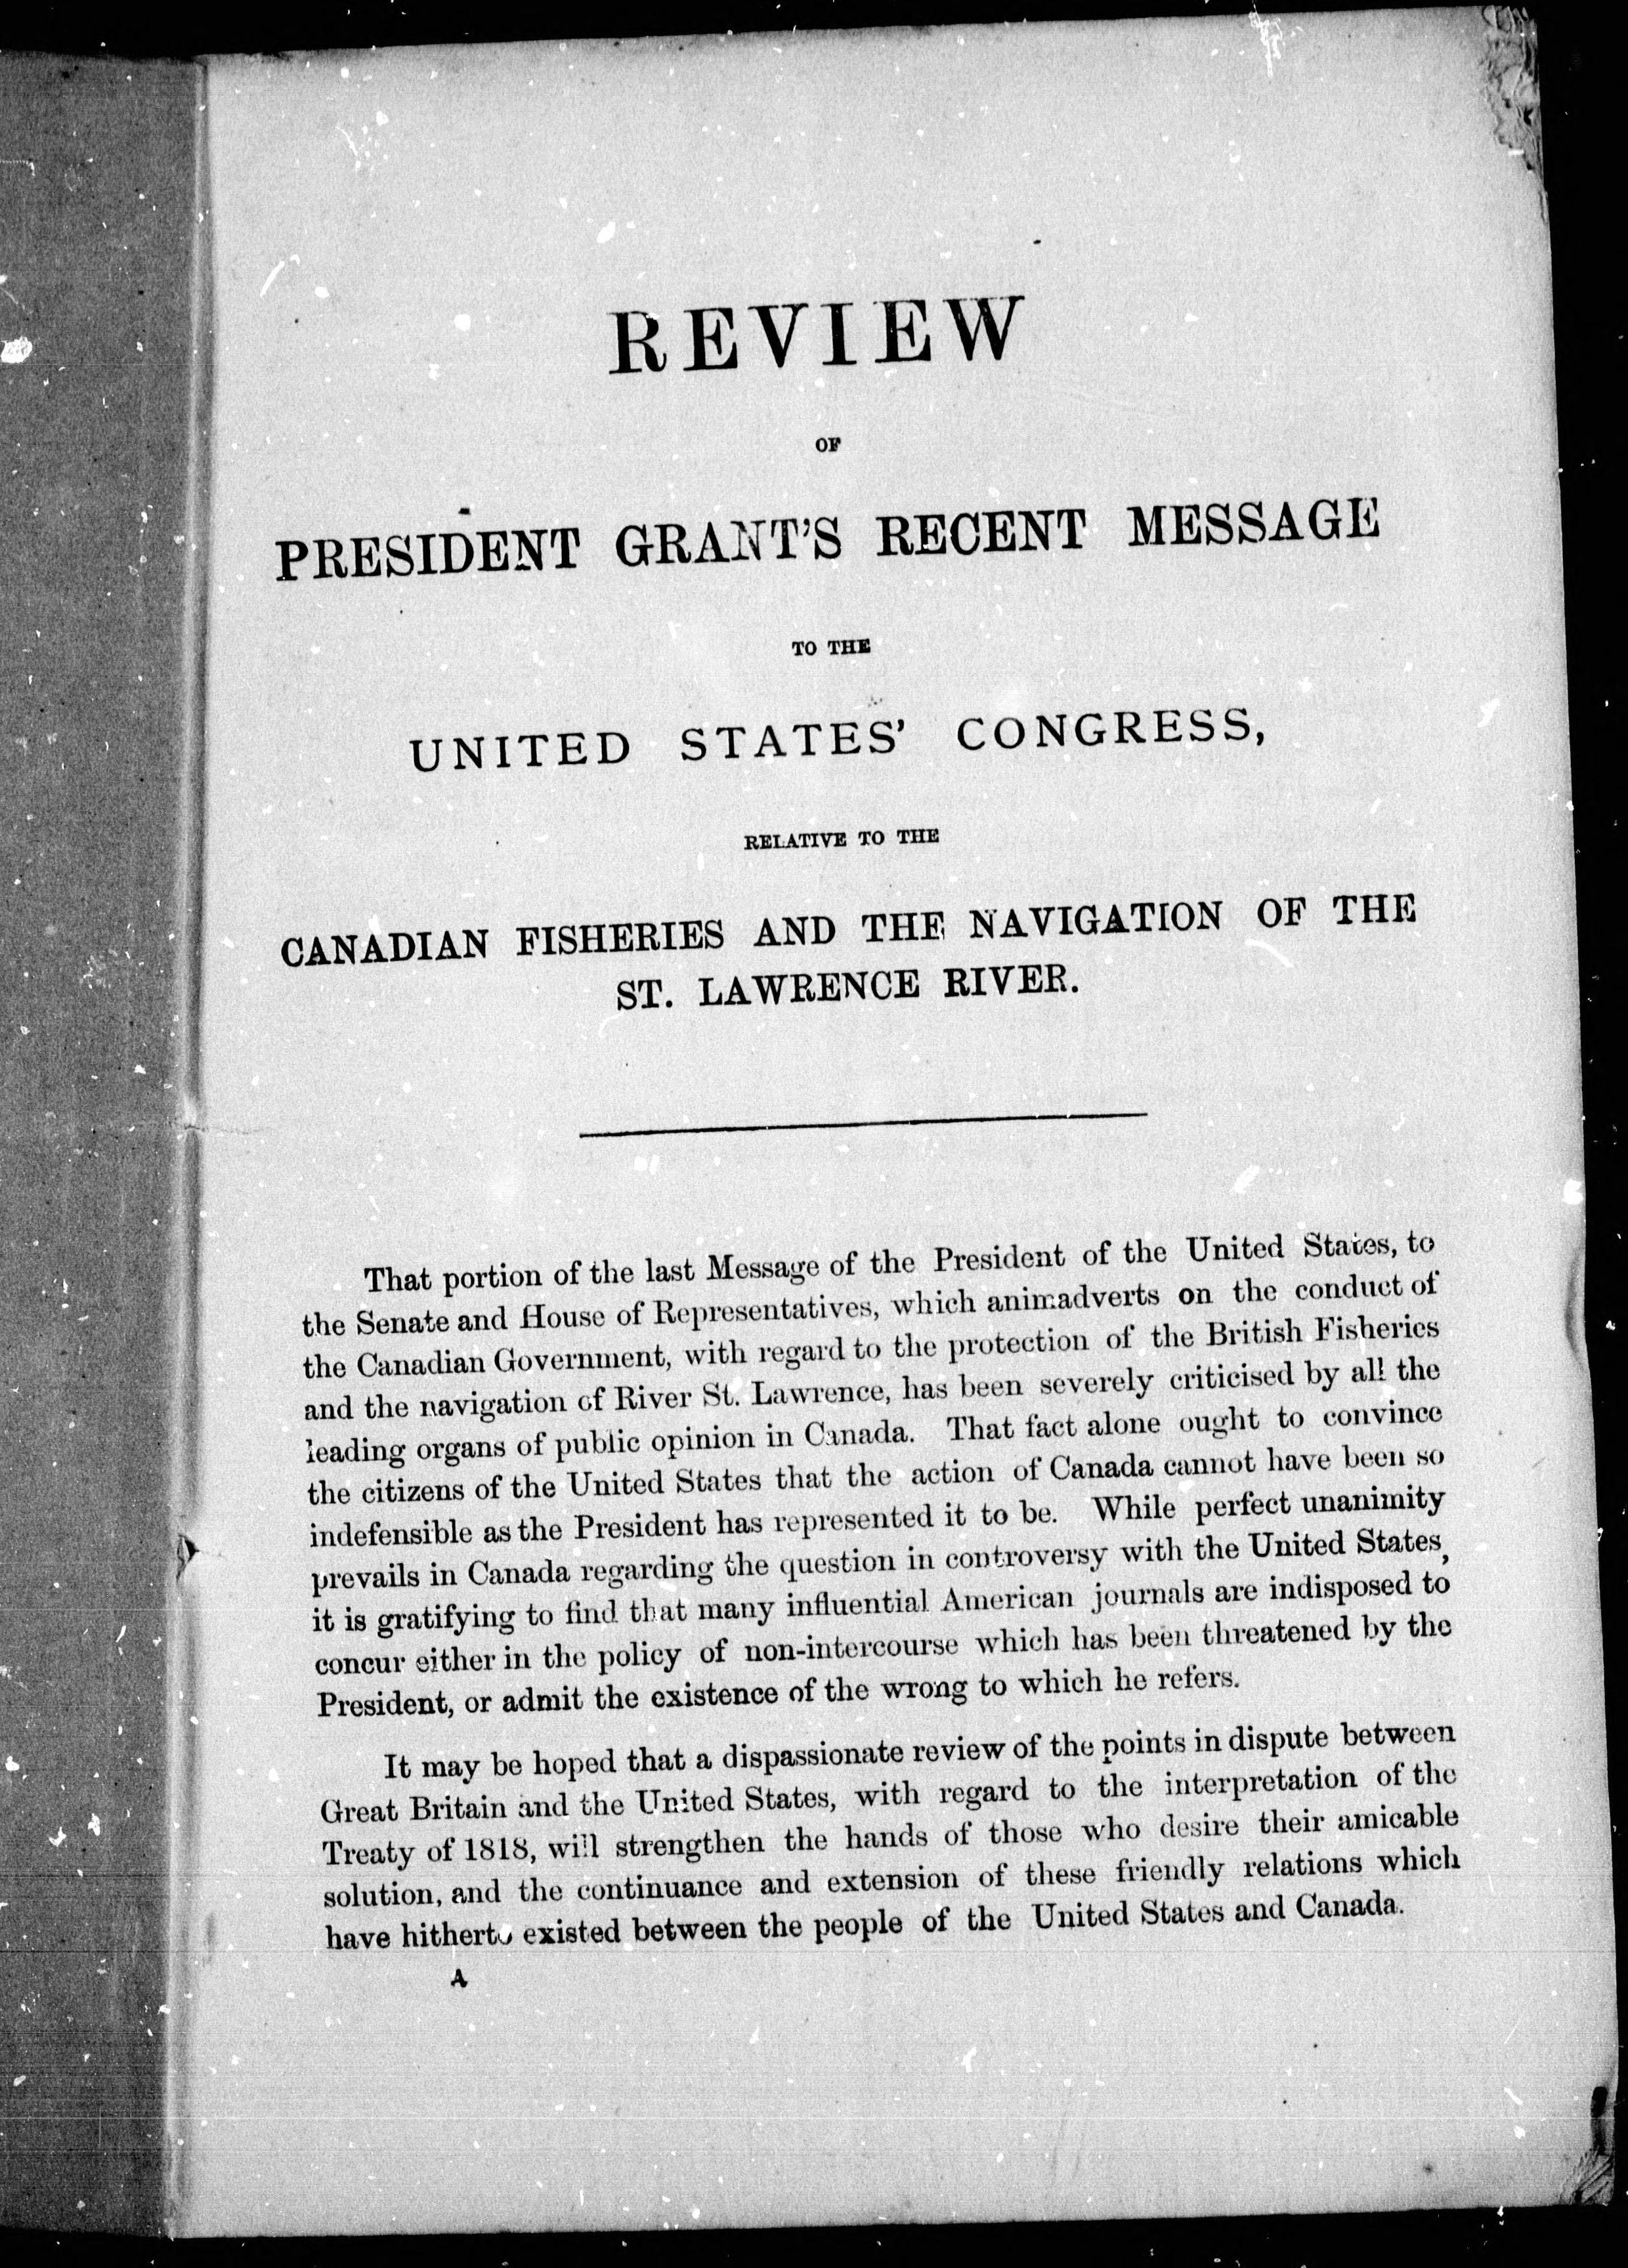 REVIEW
OF
PRESIDENT GRANT'S RECENT MESSAGE
TO THE
UNITED STATES' CONGRESS,
RELATIVE TO THE
CANADIAN FISHERIES AND THE NAVIGATION OF THE
ST. LAWRENCE RIVER.
That portion of the last Message of the President of the United States, to
the Senate and House of Representatives, which animadverts on the conduct of
the Canadian Government, with regard to the protection of the British Fisheries
and the navigation of River St. Lawrence, has been severely criticised by all the
leading organs of public opinion in Canada. That fact alone ought to convince
the citizens of the United States that the action of Canada cannot have been so
indefensible as the President has represented it to be. While perfect unanimity
prevails in Canada regarding the question in controversy with the United States,
it is gratifying to find that many influential American journals are indisposed to
concur either in the policy of non-intercourse which has been threatened by the
President, or admit the existence of the wrong to which he refers.
It may be hoped that a dispassionate review of the points in dispute between
Great Britain and the United States, with regard to the interpretation of the
Treaty of 1818, will strengthen the hands of those who desire their amicable
solution, and the continuance and extension of these friendly relations which
have hitherto existed between the people of the United States and Canada.
A